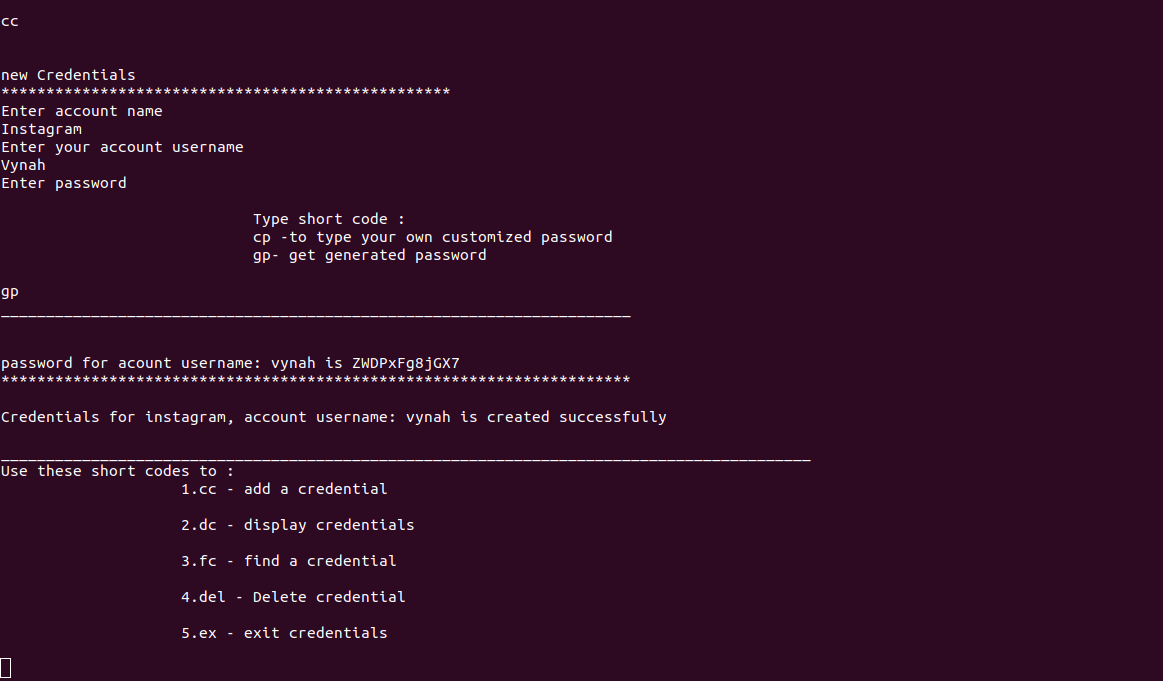 cc
new Credentials
**************************************************
Enter account name
Instagram
Enter your account username
Vynah
Enter password
Type short code :
cp -to type your own customized password
gp- get generated password
gp
______________________________________________________________________
password for acount username: vynah is ZWDPxFg8jGX7
**********************************************************************
Credentials for instagram, account username: vynah is created successfully
__________________________________________________________________________________________
Use these short codes to :
1.cc - add a credential
2.dc - display credentials
3.fc - find a credential
4.del - Delete credential
5.ex - exit credentials